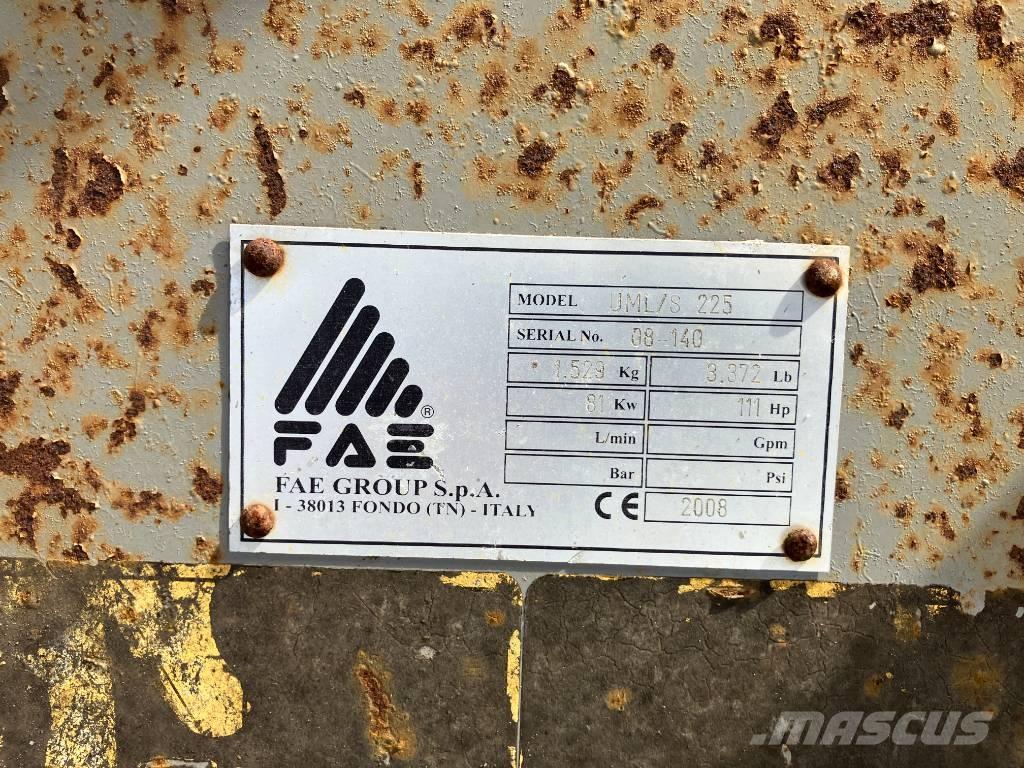 MODEL UML/S 225
SERIAL No. 08-140
1.529 Kg 3.372 Lb
81 Kw 111 Hp
L/min Gpm
Bar Psi
CE 2008
®
FAE
FAE GROUP S.p.A.
I - 38013 FONDO (TN) - ITALY
.MASCUS